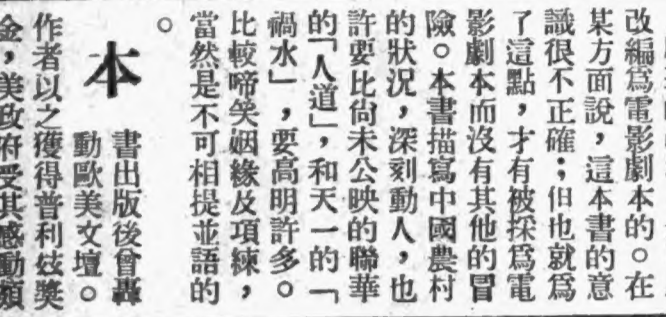 改編爲電影劇本的。在
某方面說，這本書的意
識很不正確；但也就爲
了這點，才有被採爲電
影劇本而沒有其他的冒
險。本書描寫中國農村
的狀况，深刻動人，也
許要比尙未公映的聯華
的「人道」，和天一的「
禍水」，要高明許多。
比較啼笑姻緣及項練，
當然是不可相提並語的
。
本書出版後曾轟
動歐美文壇。
作者以之獲得普利玆奬
金，美政府受其感動頒